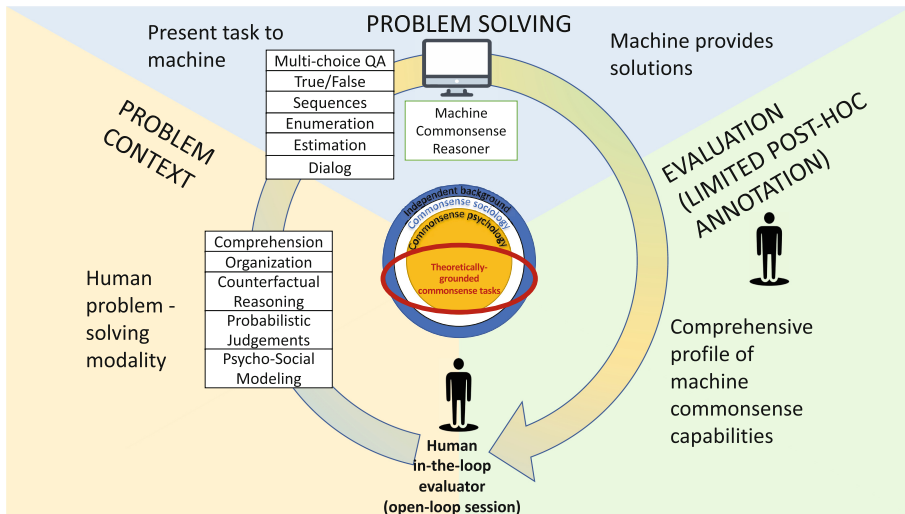 PROBLEM SOLVING
Present task to
machine
Multi-choice QA
True/False
Sequences
Enumeration
Estimation
Dialog
Machine
Commonsense
Reasoner
Machine provides
solutions
PROBLEM
CONTEXT
EVALUATION
(LIMITED POST-HOC
ANNOTATION)
Independent background
Commonsense sociology
Commonsense psychology
Theoretically-
grounded
commonsense tasks
Comprehension
Organization
Counterfactual
Reasoning
Probabilistic
Judgements
Psycho-Social
Modeling
Human
problem -
solving
modality
Comprehensive
profile of
machine
commonsense
capabilities
Human
in-the-loop
evaluator
(open-loop session)